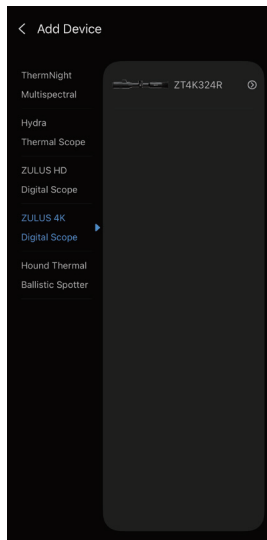 Add Device
ThermNight
Multispectral
Hydra
Thermal Scope
ZULUS HD
Digital Scope
ZULUS 4K
Digital Scope
Hound Thermal
Ballistic Spotter
ZT4K324R